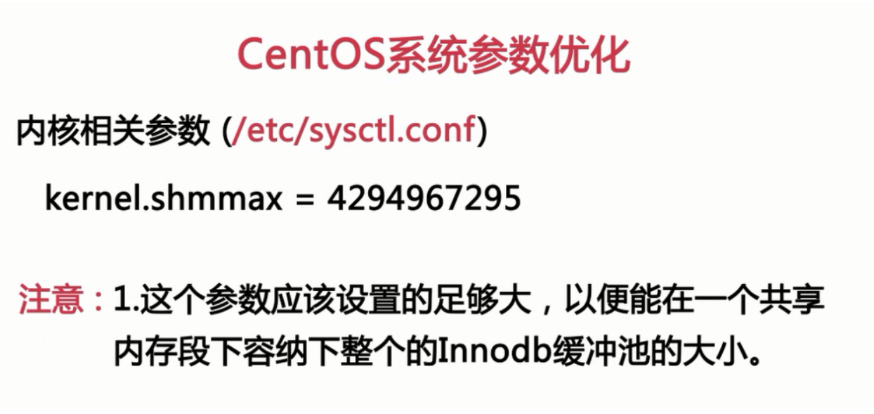 CentOS系统参数优化
内核相关参数 (/etc/sysctl.conf)
kernel.shmmax = 4294967295
注意：1.这个参数应该设置的足够大，以便能在一个共享
内存段下容纳下整个的Innodb缓冲池的大小。